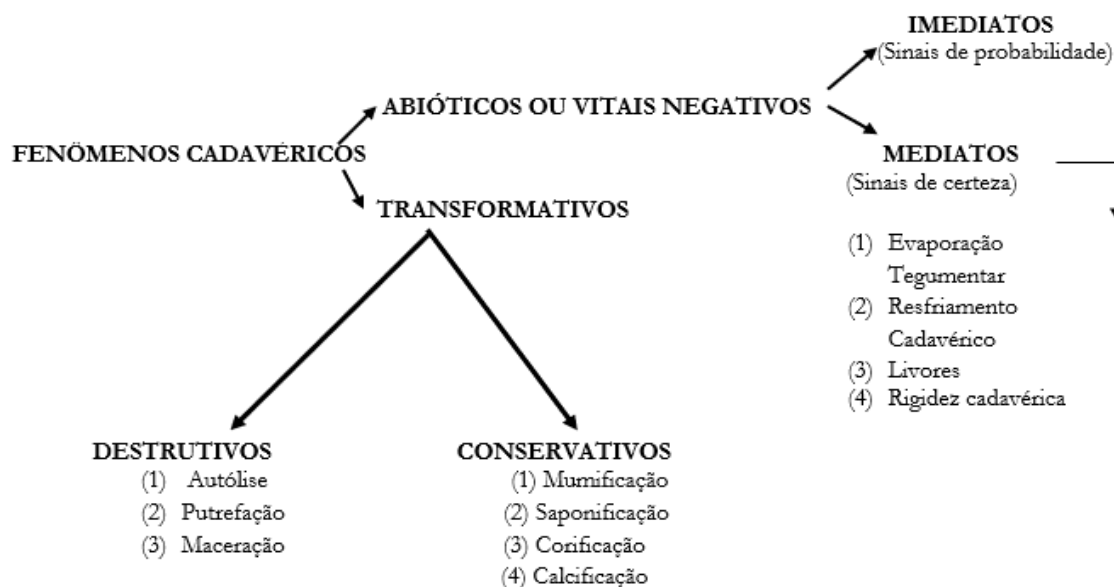 IMEDIATOS
(Sinais de probabilidade)
ABIÓTICOS OU VITAIS NEGATIVOS
FENÔMENOS CADAVÉRICOS
MEDIATOS
(Sinais de certeza)
TRANSFORMATIVOS
(1) Evaporação
Tegumentar
(2) Resfriamento
Cadavérico
(3) Livores
(4) Rigidez cadavérica
DESTRUTIVOS
(1) Autólise
(2) Putrefação
(3) Maceração
CONSERVATIVOS
(1) Mumificação
(2) Saponificação
(3) Corificação
(4) Calcificação